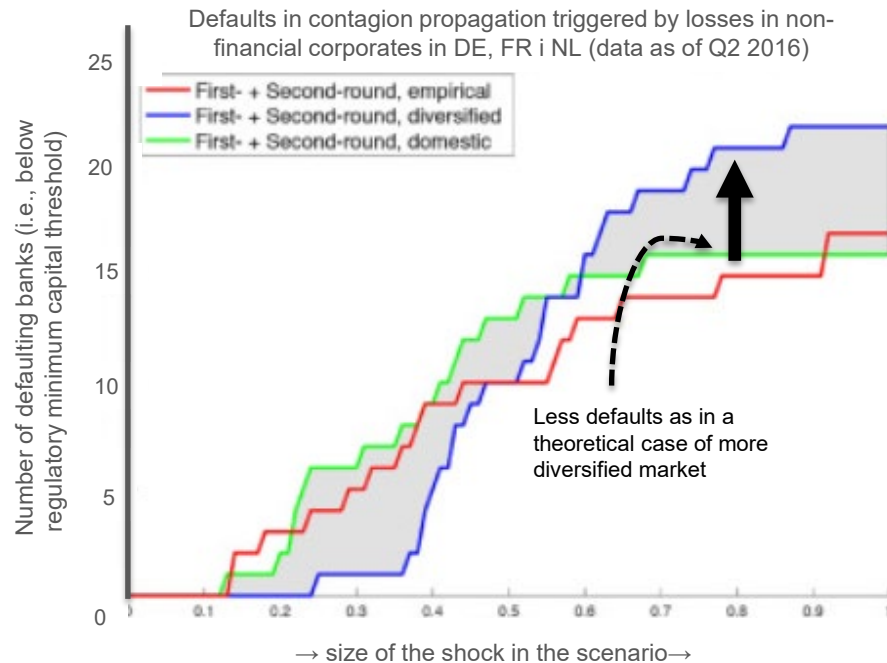 Defaults in contagion propagation triggered by losses in non-
financial corporates in DE, FR i NL (data as of Q2 2016)
Number of defaulting banks (i.e., below
regulatory minimum capital threshold)
25
20
15
10
5
0
First- + Second-round, empirical
First- + Second-round, diversified
First- + Second-round, domestic
Less defaults as in a
theoretical case of more
diversified market
0 0.1 0.2 0.3 0.4 0.5 0.6 0.7 0.8 0.9 1
→ size of the shock in the scenario→